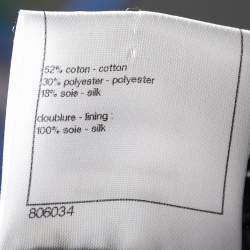 52% coton - cotton
30% polyester - polyester
18% soie - silk
doublure - lining :
100% soie - silk
806034